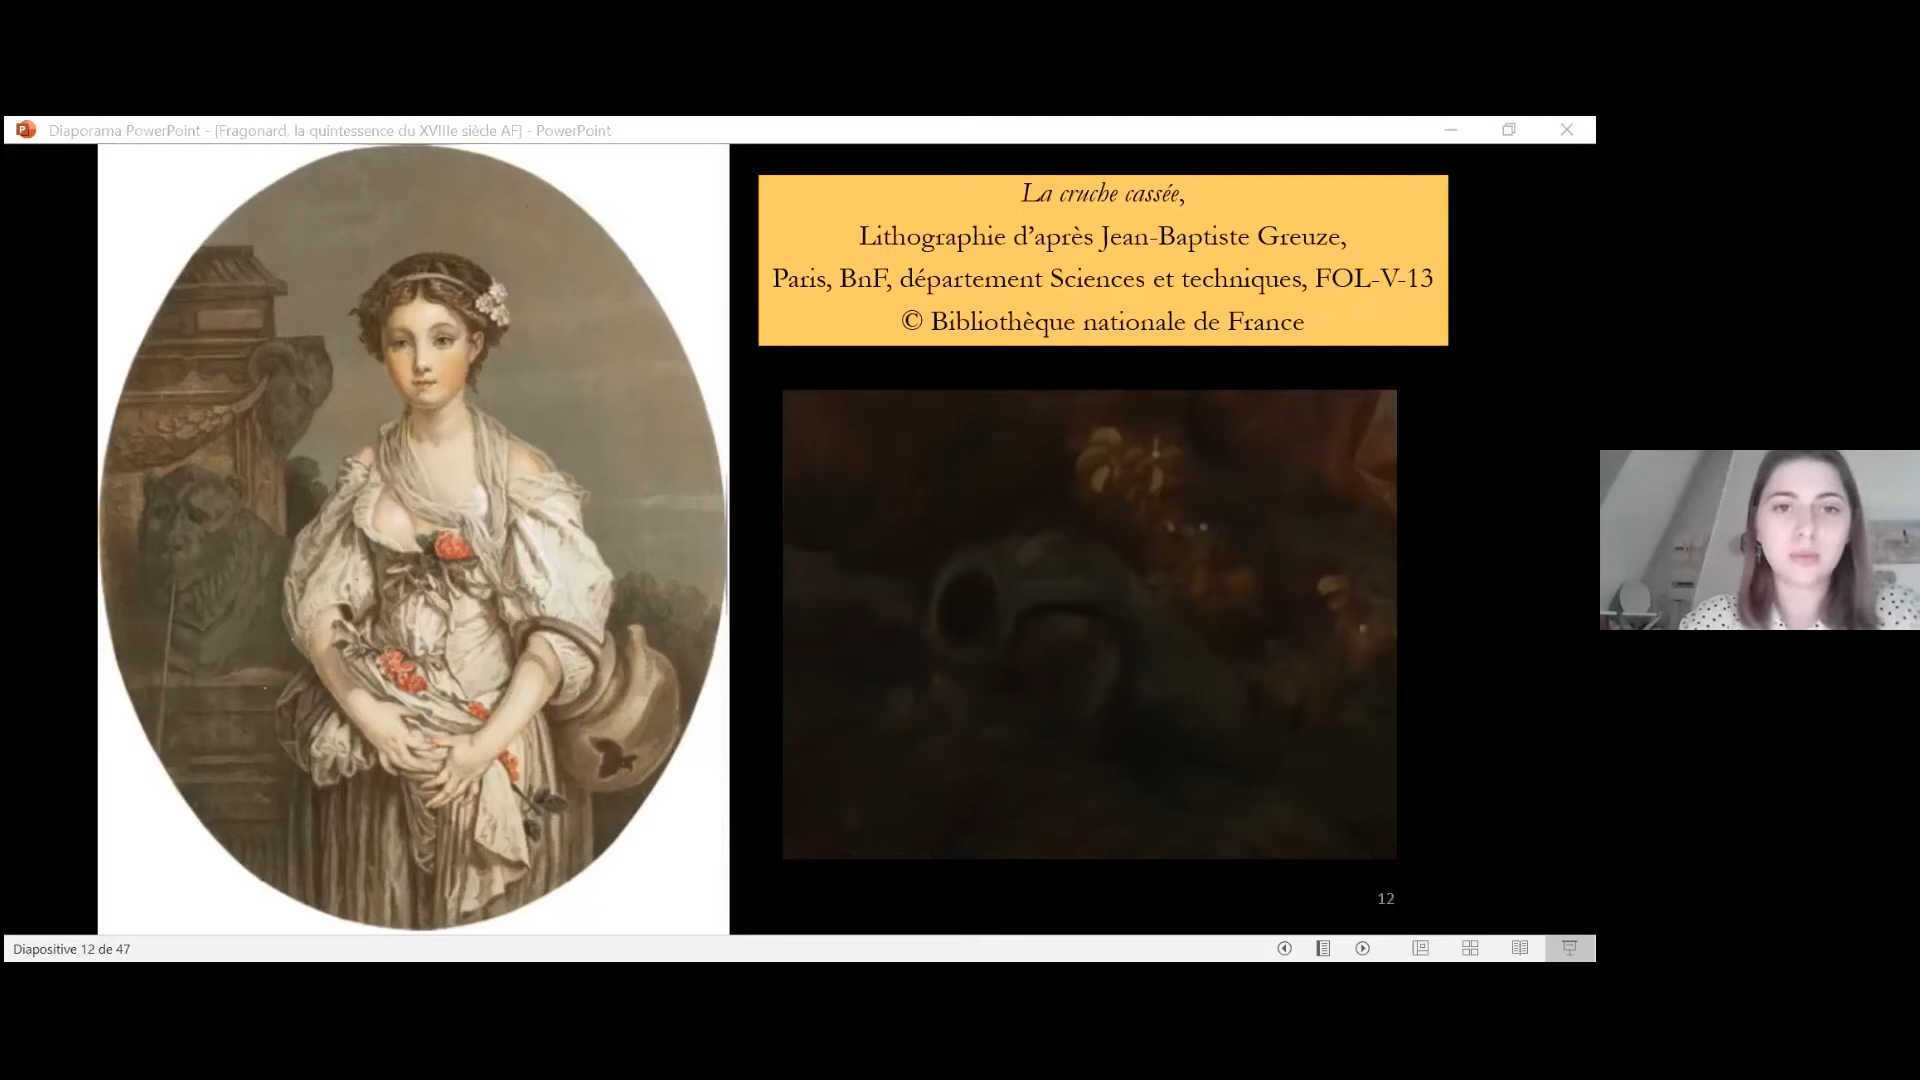 Diaporama PowerPoint - [Fragonard, la quintessence du XVIIIe siècle AF] - PowerPoint
La cruche cassée,
Lithographie d’après Jean-Baptiste Greuze,
Paris, BnF, département Sciences et techniques, FOL-V-13
© Bibliothèque nationale de France
12
Diapositive 12 de 47